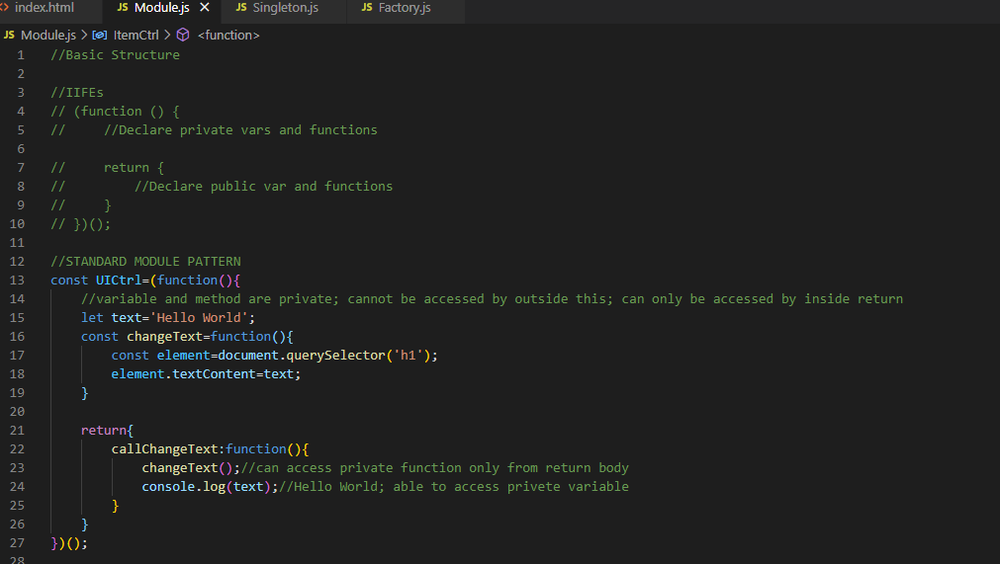 index.html Module.js Singleton.js Factory.js
Module.js > ItemCtrl > <function>
1 //Basic Structure
2
3 //IIFEs
4 // (function () {
5 //     //Declare private vars and functions
6
7 //     return {
8 //         //Declare public var and functions
9 //     }
10 // })();
11
12 //STANDARD MODULE PATTERN
13 const UICtrl=(function(){
14     //variable and method are private; cannot be accessed by outside this; can only be accessed by inside return
15     let text='Hello World';
16     const changeText=function(){
17         const element=document.querySelector('h1');
18         element.textContent=text;
19     }
20
21     return{
22         callChangeText:function(){
23             changeText();//can access private function only from return body
24             console.log(text);//Hello World; able to access privete variable
25         }
26     }
27 })();
28